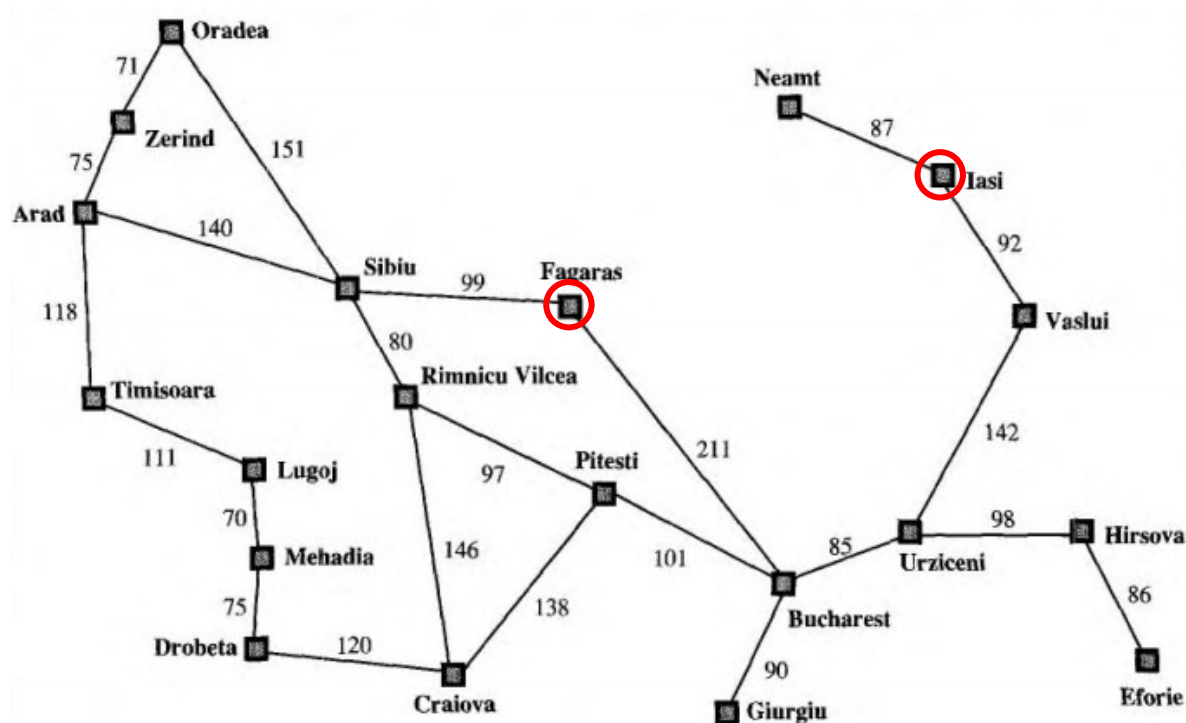 Oradea
71
Neamt
87
Zerind
75
151
Iasi
Arad
140
92
Sibiu
99
Fagaras
118
80
Vaslui
Timisoara
Rimnicu Vilcea
142
111
Lugoj
97
Pitesti
211
70
98
Hirsova
Mehadia
146
101
85
Urziceni
75
138
86
Bucharest
Drobeta
120
90
Craiova
Giurgiu
Eforie